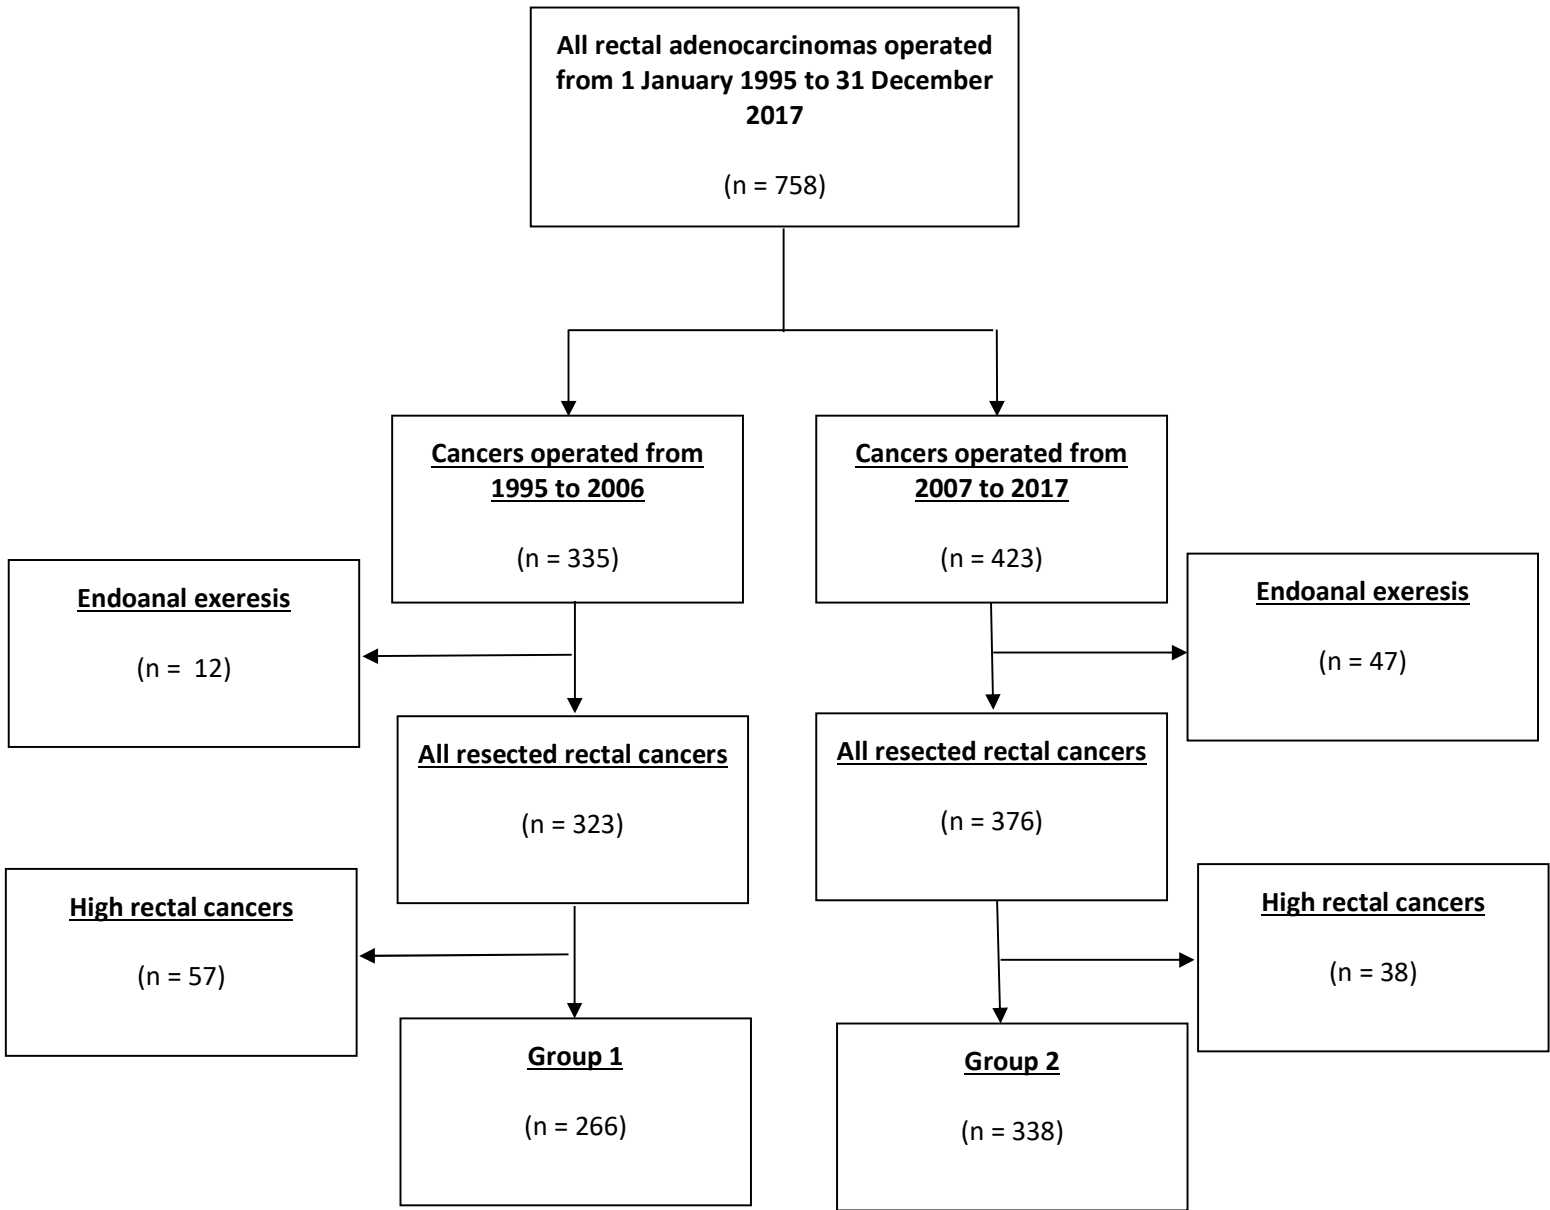 All rectal adenocarcinomas operated
from 1 January 1995 to 31 December
2017
(n = 758)
Cancers operated from
1995 to 2006
(n = 335)
Cancers operated from
2007 to 2017
(n = 423)
Endoanal exeresis
(n =  12)
Endoanal exeresis
(n = 47)
All resected rectal cancers
(n = 323)
All resected rectal cancers
(n = 376)
High rectal cancers
(n = 57)
High rectal cancers
(n = 38)
Group 1
(n = 266)
Group 2
(n = 338)